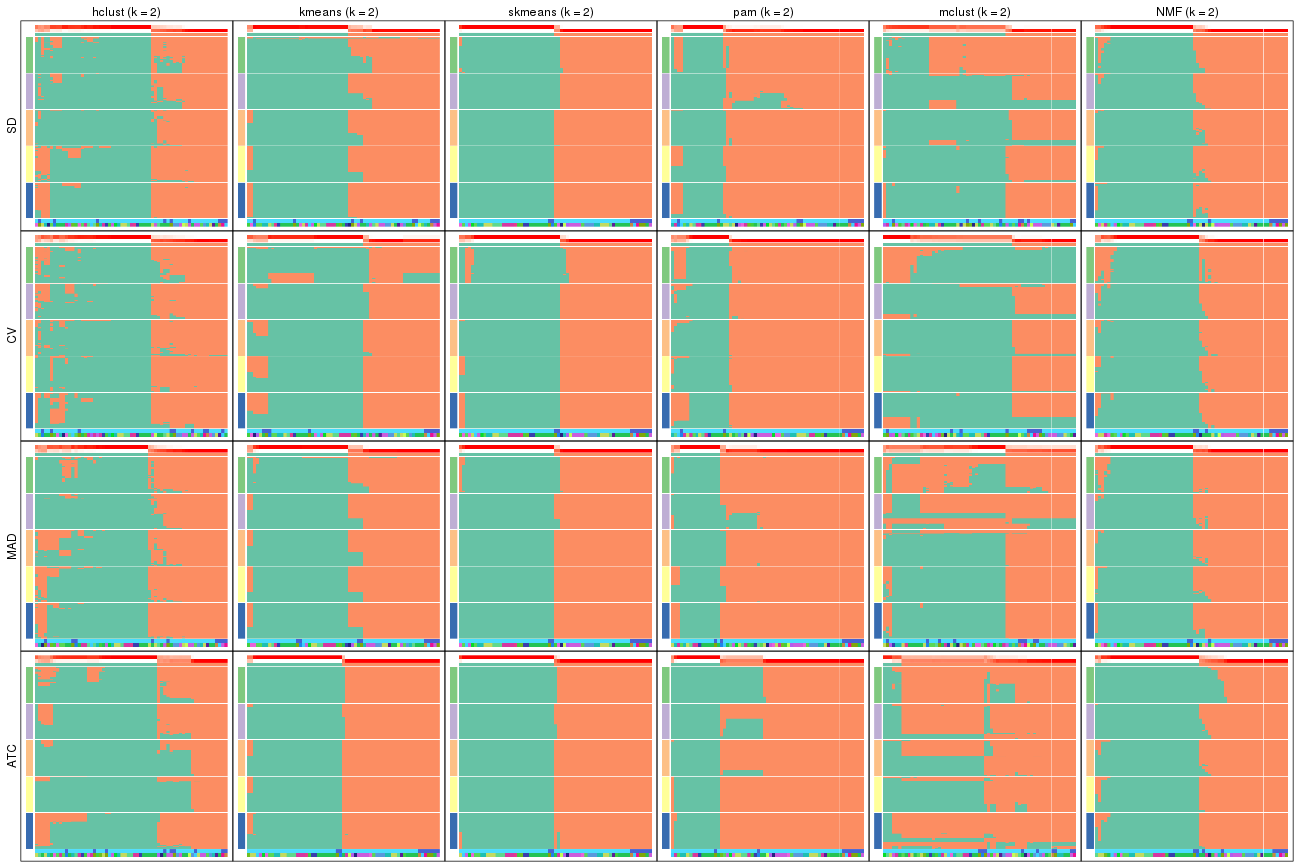 hclust (k = 2)
kmeans (k = 2)
skmeans (k = 2)
pam (k = 2)
mclust (k = 2)
NMF (k = 2)
SD
CV
MAD
ATC